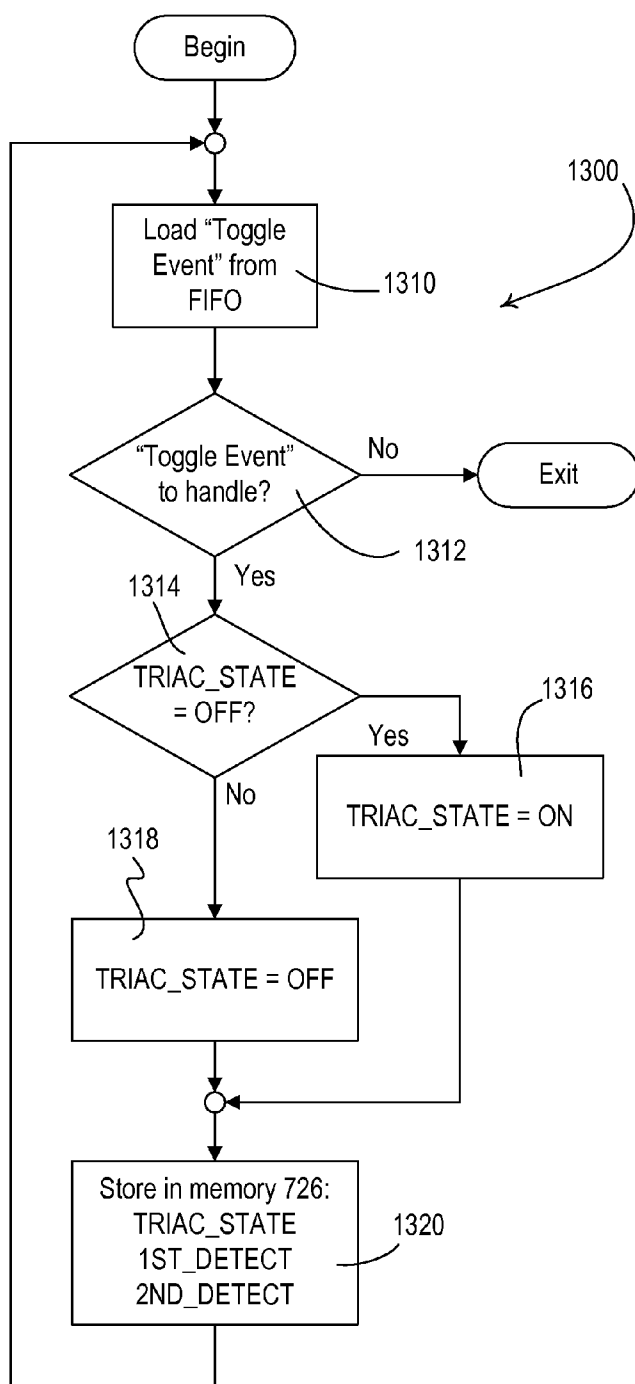 Begin
1300
Load “Toggle
Event” from
FIFO
1310
“Toggle Event”
to handle?
No
Exit
1312
Yes
1314
TRIAC_STATE
= OFF?
1316
Yes
No
TRIAC_STATE = ON
1318
TRIAC_STATE = OFF
Store in memory 726:
TRIAC_STATE
1ST_DETECT
2ND_DETECT
1320